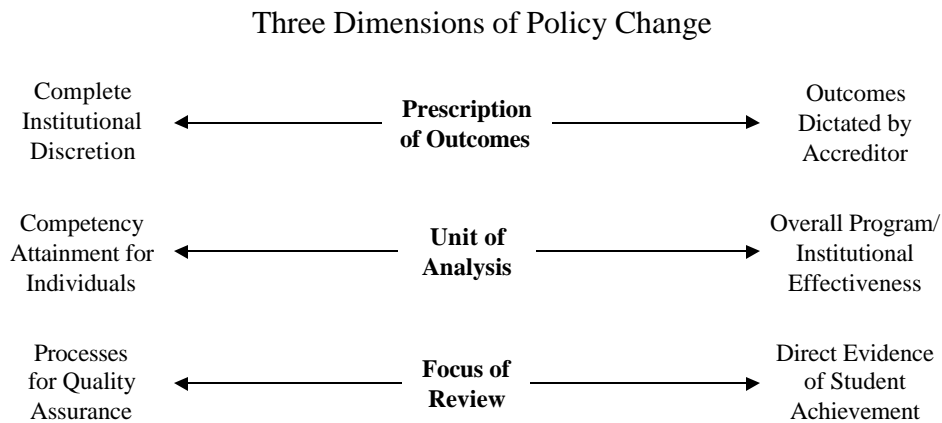 Three Dimensions of Policy Change
Complete
Institutional
Discretion
Prescription
of Outcomes
Outcomes
Dictated by
Accreditor
Competency
Attainment for
Individuals
Unit of
Analysis
Overall Program/
Institutional
Effectiveness
Processes
for Quality
Assurance
Focus of
Review
Direct Evidence
of Student
Achievement